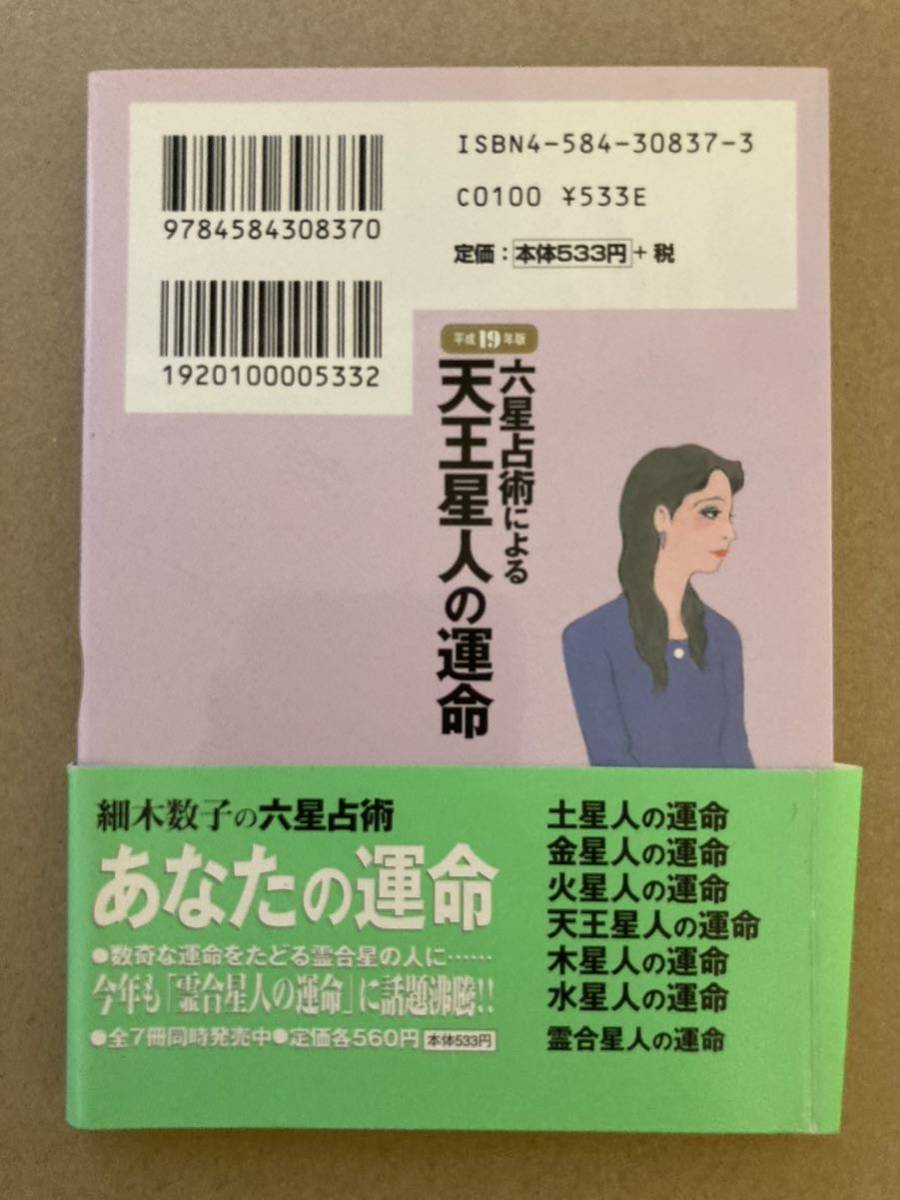 9784584308370
ISBN4-584-30837-3
C0100 ¥533E
定価：本体533円+税
1920100005332
平成19年版
六星占術による
天王星人の運命
細木数子の六星占術
あなたの運命
●数奇な運命をたどる霊合星の人に……
今年も「霊合星人の運命」に話題沸騰!!
●全7冊同時発売中●定価各560円 本体533円
土星人の運命
金星人の運命
火星人の運命
天王星人の運命
木星人の運命
水星人の運命
霊合星人の運命